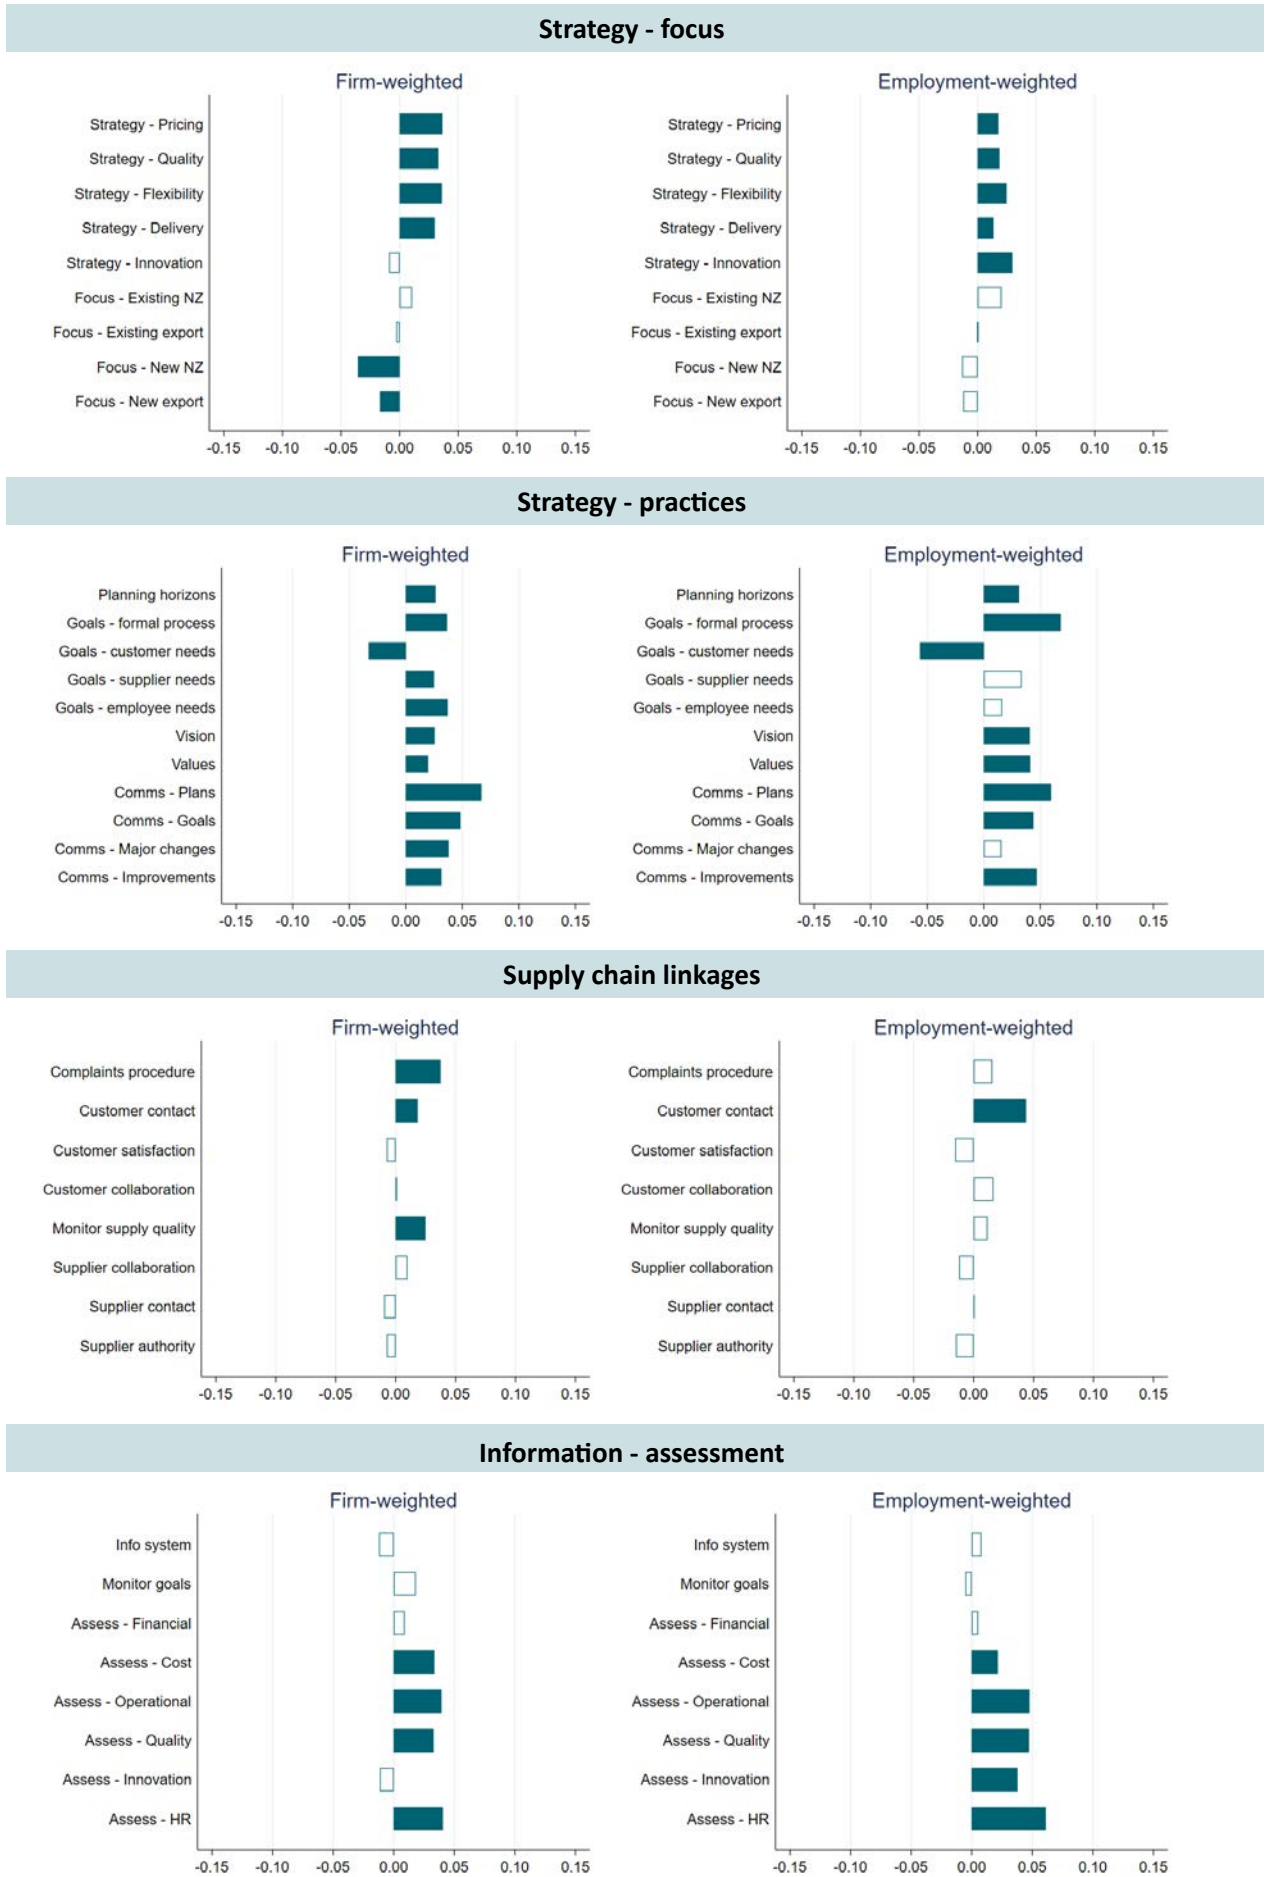 Strategy - focus
Firm-weighted
Strategy - Pricing
Strategy - Quality
Strategy - Flexibility
Strategy - Delivery
Strategy - Innovation
Focus - Existing NZ
Focus - Existing export
Focus - New NZ
Focus - New export
-0.15 -0.10 -0.05 0.00 0.05 0.10 0.15
Employment-weighted
Strategy - Pricing
Strategy - Quality
Strategy - Flexibility
Strategy - Delivery
Strategy - Innovation
Focus - Existing NZ
Focus - Existing export
Focus - New NZ
Focus - New export
-0.15 -0.10 -0.05 0.00 0.05 0.10 0.15
Strategy - practices
Firm-weighted
Planning horizons
Goals - formal process
Goals - customer needs
Goals - supplier needs
Goals - employee needs
Vision
Values
Comms - Plans
Comms - Goals
Comms - Major changes
Comms - Improvements
-0.15 -0.10 -0.05 0.00 0.05 0.10 0.15
Employment-weighted
Planning horizons
Goals - formal process
Goals - customer needs
Goals - supplier needs
Goals - employee needs
Vision
Values
Comms - Plans
Comms - Goals
Comms - Major changes
Comms - Improvements
-0.15 -0.10 -0.05 0.00 0.05 0.10 0.15
Supply chain linkages
Firm-weighted
Complaints procedure
Customer contact
Customer satisfaction
Customer collaboration
Monitor supply quality
Supplier collaboration
Supplier contact
Supplier authority
-0.15 -0.10 -0.05 0.00 0.05 0.10 0.15
Employment-weighted
Complaints procedure
Customer contact
Customer satisfaction
Customer collaboration
Monitor supply quality
Supplier collaboration
Supplier contact
Supplier authority
-0.15 -0.10 -0.05 0.00 0.05 0.10 0.15
Information - assessment
Firm-weighted
Info system
Monitor goals
Assess - Financial
Assess - Cost
Assess - Operational
Assess - Quality
Assess - Innovation
Assess - HR
-0.15 -0.10 -0.05 0.00 0.05 0.10 0.15
Employment-weighted
Info system
Monitor goals
Assess - Financial
Assess - Cost
Assess - Operational
Assess - Quality
Assess - Innovation
Assess - HR
-0.15 -0.10 -0.05 0.00 0.05 0.10 0.15